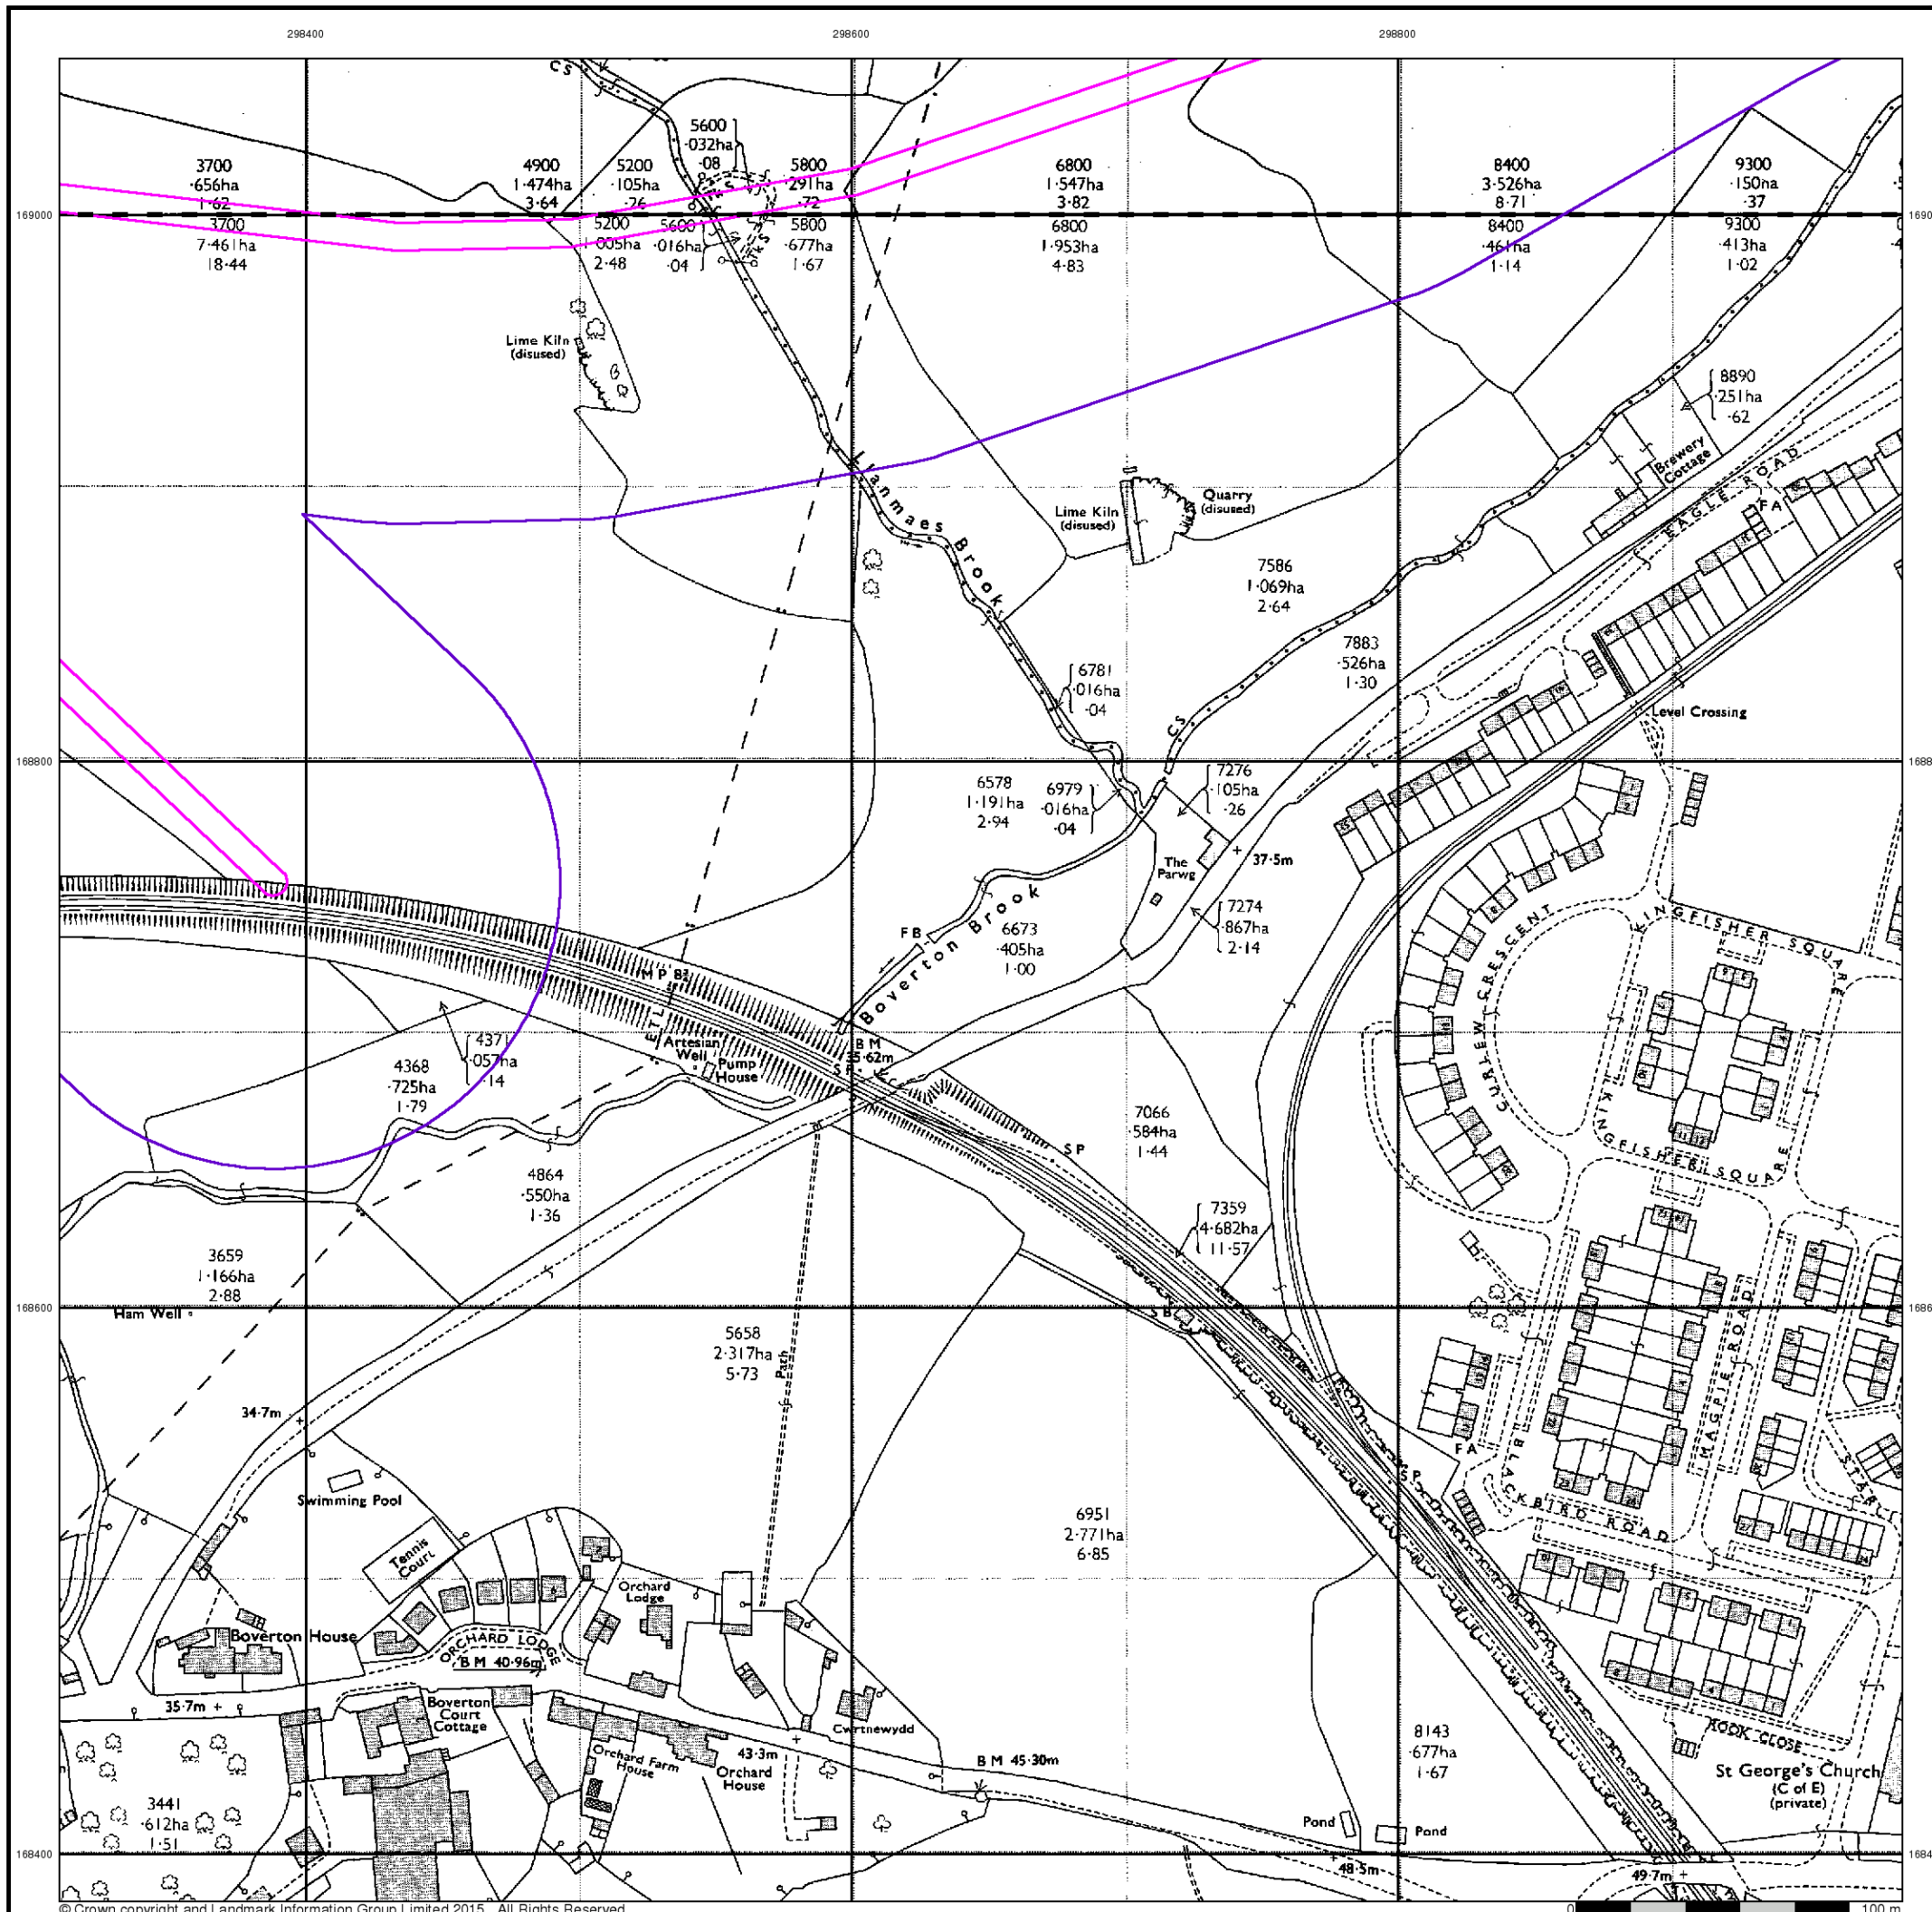 298400
298600
298800
CS
5600
·032ha
·08
3700
·656ha
1·62
4900
1·474ha
3·64
5200
·105ha
·26
5800
·291ha
·72
6800
1·547ha
3·82
8400
3·526ha
8·71
9300
·150ha
·37
169000
3700
7·461ha
18·44
5200
1·005ha
2·48
5600
·016ha
·04
5800
·677ha
1·67
6800
1·953ha
4·83
8400
·461ha
1·14
9300
·413ha
1·02
Tks
Lime Kiln
(disused)
8890
·251ha
·62
Brewery
Cottage
EAGLE ROAD
FA
Llanmaes Brook
Lime Kiln
(disused)
Quarry
(disused)
7586
1·069ha
2·64
7883
·526ha
1·30
6781
·016ha
·04
Level Crossing
CS
168800
6578
1·191ha
2·94
6979
·016ha
·04
7276
·105ha
·26
The
Parwg
37·5m
7274
·867ha
2·14
FB
Boverton Brook
6673
·405ha
1·00
KINGFISHER SQUARE
CURLEW CRESCENT
ETL
Artesian
Well
Pump
House
BM
35·62m
SP
4371
·057ha
·14
4368
·725ha
1·79
7066
·584ha
1·44
SP
KINGFISHER SQUARE
4864
·550ha
1·36
7359
4·682ha
11·57
3659
1·166ha
2·88
Ham Well
168600
SB
5658
2·317ha
5·73
Path
MAGPIE ROAD
34·7m
FA
SP
BLACKBIRD ROAD
Swimming Pool
Tennis
Court
6951
2·771ha
6·85
Orchard
Lodge
Boverton House
ORCHARD LODGE
BM 40·96m
35·7m
Boverton
Court
Cottage
Cwrtnewydd
Orchard Farm
House
43·3m
Orchard
House
BM 45·30m
8143
·677ha
1·67
ROOK CLOSE
St George's Church
(C of E)
(private)
3441
·612ha
1·51
Pond
Pond
168400
48·5m
49·7m
© Crown copyright and Landmark Information Group Limited 2015. All Rights Reserved.
0
100 m